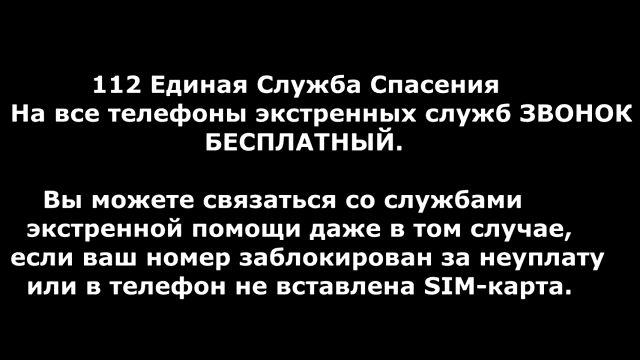 112 Единая Служба Спасения
На все телефоны экстренных служб ЗВОНОК
БЕСПЛАТНЫЙ.
Вы можете связаться со службами
экстренной помощи даже в том случае,
если ваш номер заблокирован за неуплату
или в телефон не вставлена SIM-карта.